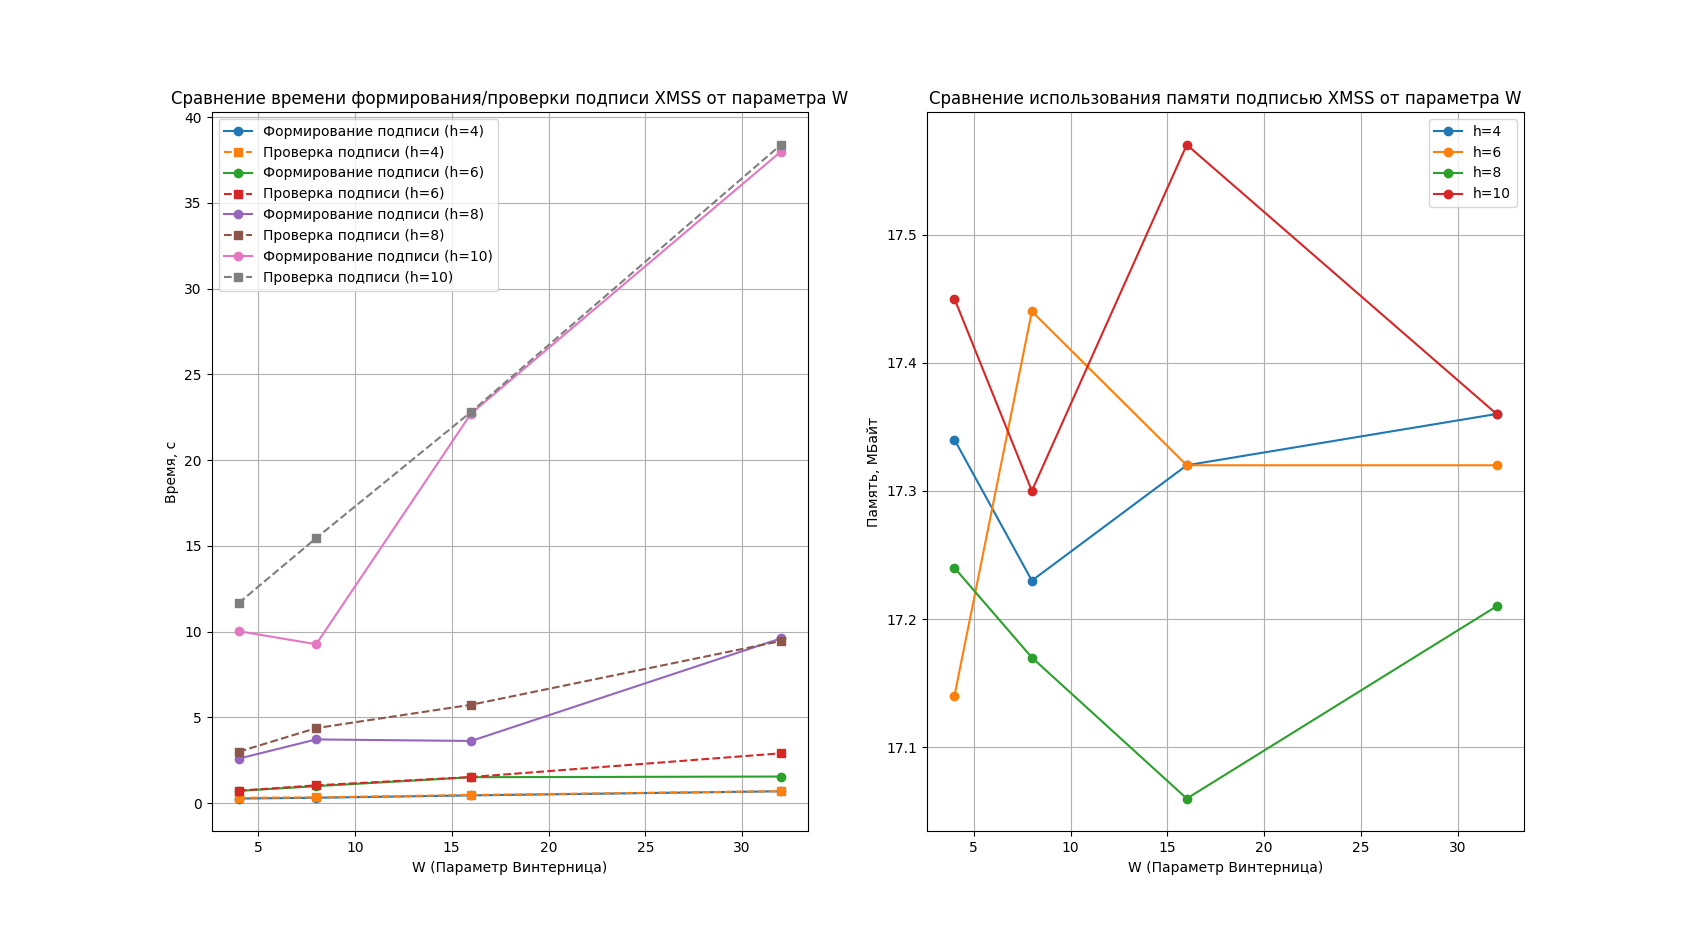 Сравнение времени формирования/проверки подписи XMSS от параметра W
40
35
30
25
20
15
10
5
0
Время, с
Формирование подписи (h=4)
Проверка подписи (h=4)
Формирование подписи (h=6)
Проверка подписи (h=6)
Формирование подписи (h=8)
Проверка подписи (h=8)
Формирование подписи (h=10)
Проверка подписи (h=10)
5 10 15 20 25 30
W (Параметр Винтерница)
Сравнение использования памяти подписью XMSS от параметра W
17.5
17.4
17.3
17.2
17.1
Память, МБайт
h=4
h=6
h=8
h=10
5 10 15 20 25 30
W (Параметр Винтерница)